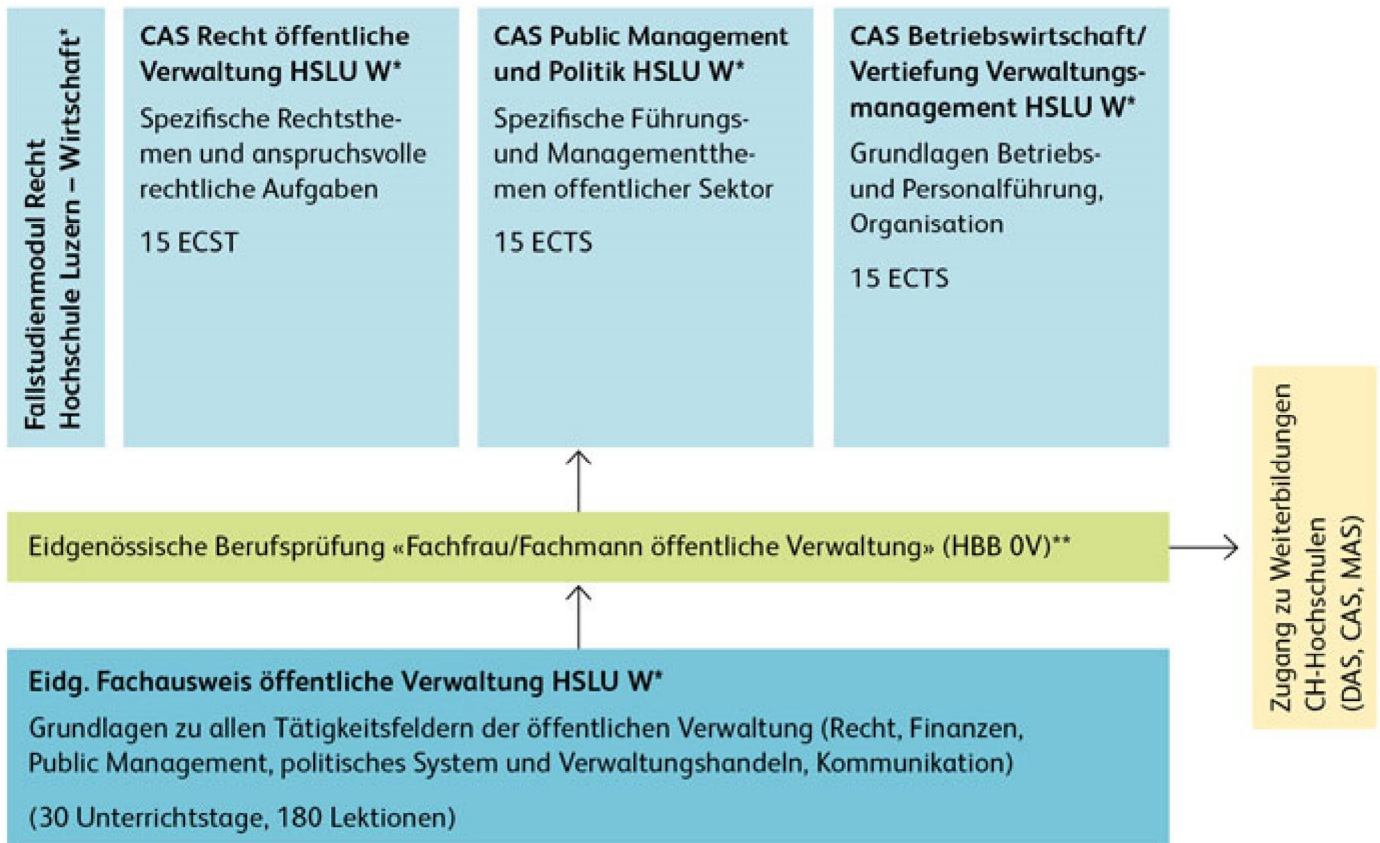 Fallstudienmodul Recht
Hochschule Luzern – Wirtschaft*
CAS Recht öffentliche
Verwaltung HSLU W*
Spezifische Rechtsthe-
men und anspruchsvolle
rechtliche Aufgaben
15 ECST
CAS Public Management
und Politik HSLU W*
Spezifische Führungs-
und Managementthe-
men offentlicher Sektor
15 ECTS
CAS Betriebswirtschaft/
Vertiefung Verwaltungs-
management HSLU W*
Grundlagen Betriebs-
und Personalführung,
Organisation
15 ECTS
Eidgenössische Berufsprüfung «Fachfrau/Fachmann öffentliche Verwaltung» (HBB 0V)**
Zugang zu Weiterbildungen
CH-Hochschulen
(DAS, CAS, MAS)
Eidg. Fachausweis öffentliche Verwaltung HSLU W*
Grundlagen zu allen Tätigkeitsfeldern der öffentlichen Verwaltung (Recht, Finanzen,
Public Management, politisches System und Verwaltungshandeln, Kommunikation)
(30 Unterrichtstage, 180 Lektionen)